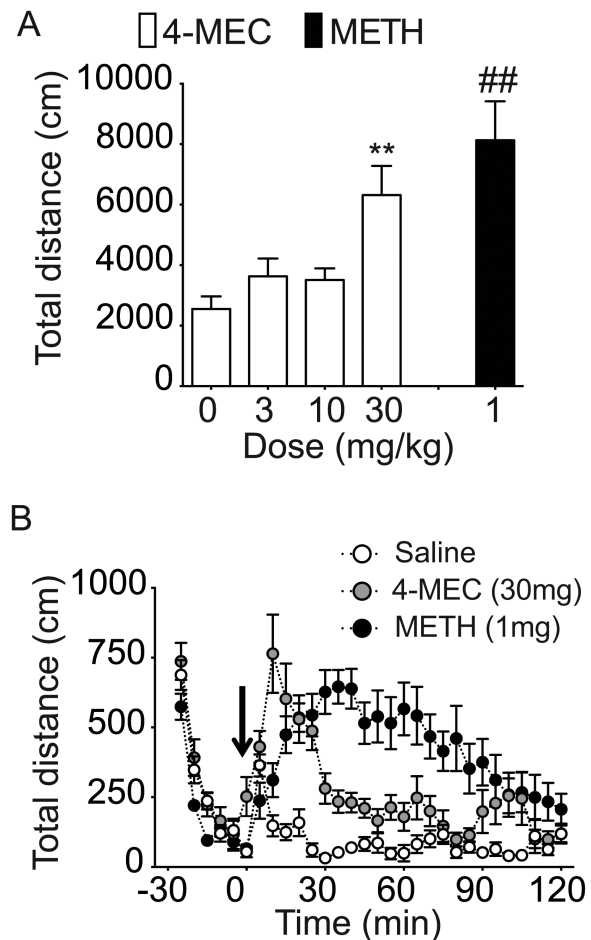 A
4-MEC METH
Total distance (cm)
10000
8000
6000
4000
2000
0
**
##
0 3 10 30 1
Dose (mg/kg)
B
Saline
4-MEC (30mg)
METH (1mg)
Total distance (cm)
1000
750
500
250
0
-30 0 30 60 90 120
Time (min)